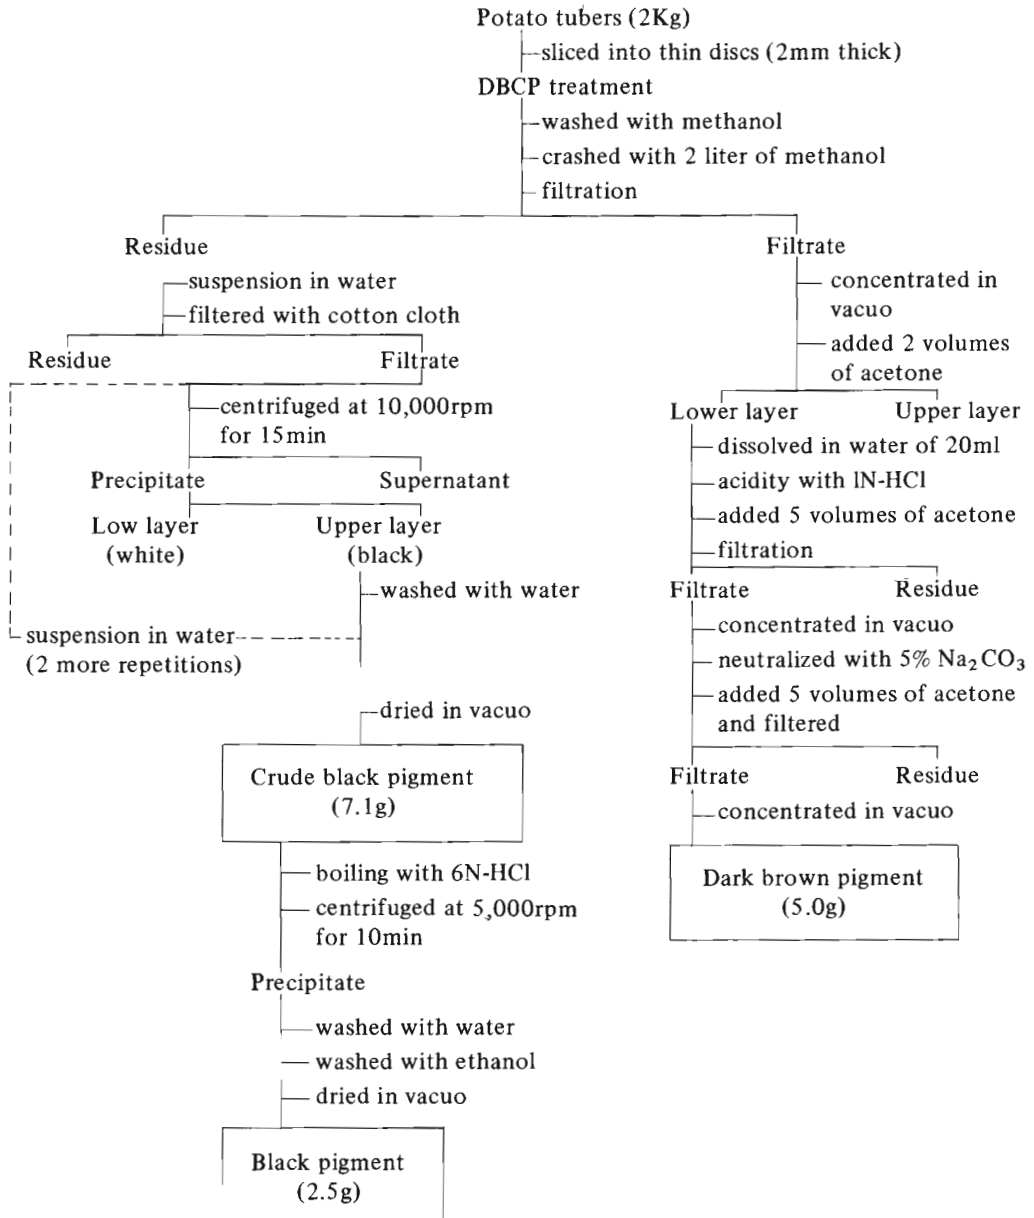 Potato tubers (2Kg)
sliced into thin discs (2mm thick)
DBCP treatment
washed with methanol
crashed with 2 liter of methanol
filtration
Residue
suspension in water
filtered with cotton cloth
Residue
Filtrate
centrifuged at 10,000rpm
for 15min
Precipitate
Supernatant
Low layer
(white)
Upper layer
(black)
washed with water
suspension in water
(2 more repetitions)
dried in vacuo
Crude black pigment
(7.1g)
boiling with 6N-HCl
centrifuged at 5,000rpm
for 10min
Precipitate
washed with water
washed with ethanol
dried in vacuo
Black pigment
(2.5g)
Filtrate
concentrated in
vacuo
added 2 volumes
of acetone
Lower layer
Upper layer
dissolved in water of 20ml
acidity with lN-HCl
added 5 volumes of acetone
filtration
Filtrate
Residue
concentrated in vacuo
neutralized with 5% Na₂CO₃
added 5 volumes of acetone
and filtered
Filtrate
Residue
concentrated in vacuo
Dark brown pigment
(5.0g)